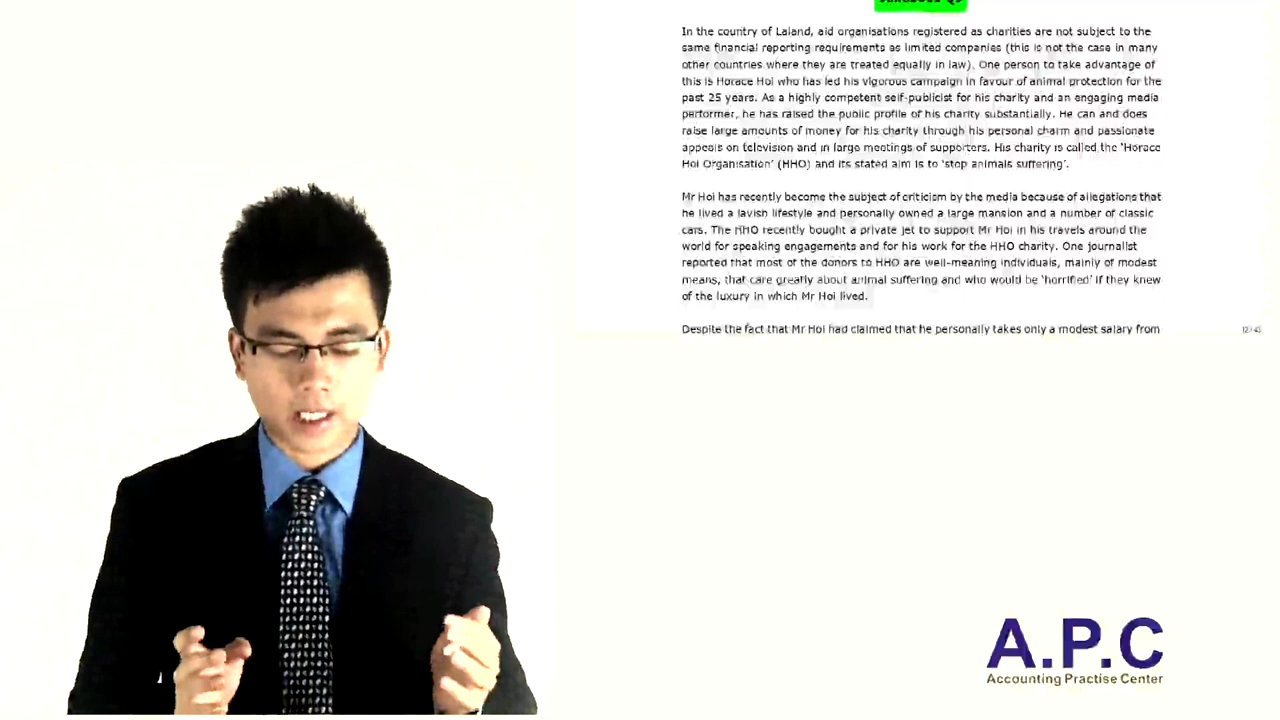 In the country of Laland, aid organisations registered as charities are not subject to the
same financial reporting requirements as limited companies (this is not the case in many
other countries where they are treated equally in law). One person to take advantage of
this is Horace Hoi who has led his vigorous campaign in favour of animal protection for the
past 25 years. As a highly competent self-publicist for his charity and an engaging media
performer, he has raised the public profile of his charity substantially. He can and does
raise large amounts of money for his charity through his personal charm and passionate
appeals on television and in large meetings of supporters. His charity is called the 'Horace
Hoi Organisation' (HHO) and its stated aim is to 'stop animals suffering'.
Mr Hoi has recently become the subject of criticism by the media because of allegations that
he lived a lavish lifestyle and personally owned a large mansion and a number of classic
cars. The HHO recently bought a private jet to support Mr Hoi in his travels around the
world for speaking engagements and for his work for the HHO charity. One journalist
reported that most of the donors to HHO are well-meaning individuals, mainly of modest
means, that care greatly about animal suffering and who would be 'horrified' if they knew
of the luxury in which Mr Hoi lived.
Despite the fact that Mr Hoi had claimed that he personally takes only a modest salary from
A.P.C
Accounting Practise Center